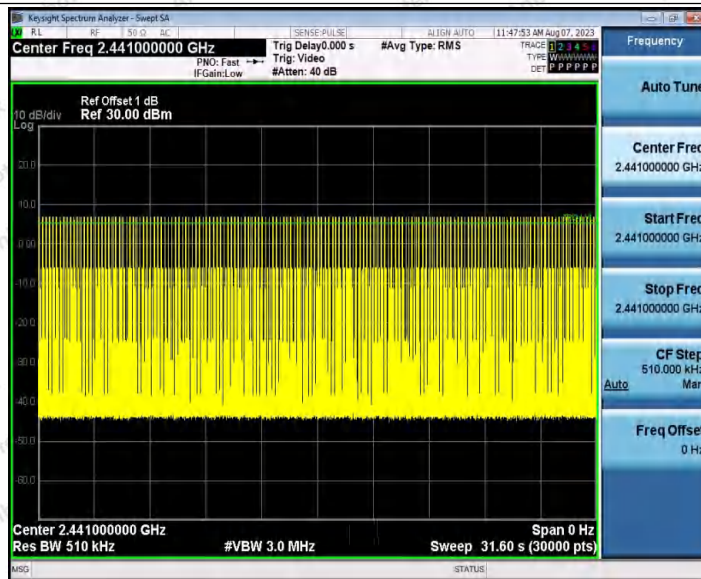 Keysight Spectrum Analyzer - Swept SA
RL RF 50 Ω AC SENSE:PULSE ALIGN AUTO 11:47:53 AM Aug 07, 2023
Center Freq 2.441000000 GHz
PNO: Fast
IFGain:Low
Trig Delay0.000 s
Trig: Video
#Atten: 40 dB
#Avg Type: RMS
TRACE 1 2 3 4 5 6
TYPE W
DET P P P P P P
Ref Offset 1 dB
10 dB/div Ref 30.00 dBm
Log
20.0
10.0
0.00
-10.0
-20.0
-30.0
-40.0
-50.0
-60.0
Center 2.441000000 GHz Span 0 Hz
Res BW 510 kHz #VBW 3.0 MHz Sweep 31.60 s (30000 pts)
MSG STATUS
Frequency
Auto Tune
Center Freq
2.441000000 GHz
Start Freq
2.441000000 GHz
Stop Freq
2.441000000 GHz
CF Step
510.000 kHz
Auto Man
Freq Offset
0 Hz